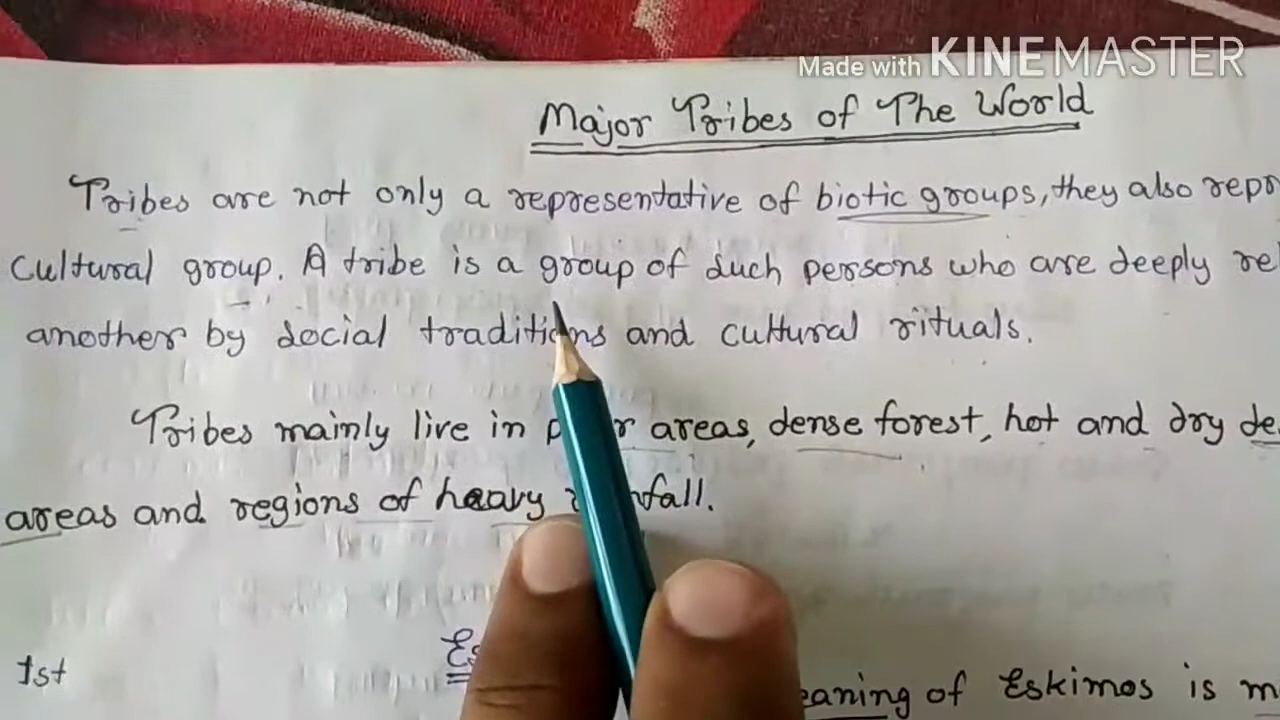 Made with KINEMASTER
Major Tribes of The World
Tribes are not only a representative of biotic groups, they also repr
Cultural group. A tribe is a group of such persons who are deeply rel
another by social traditions and cultural rituals.
Tribes mainly live in areas, dense forest, hot and dry de
areas and regions of heavy
1st
Es
eaning of Eskimos is m